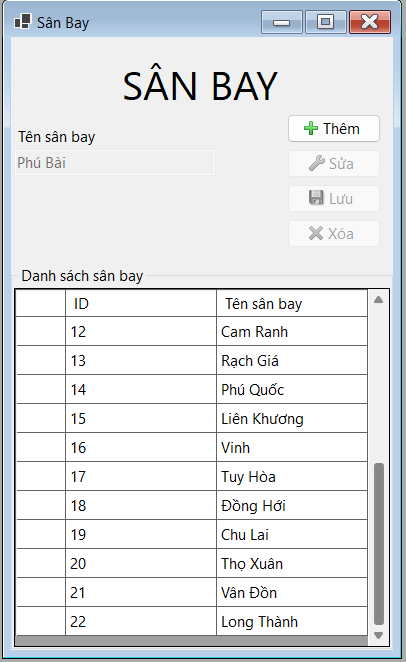 Sân Bay
SÂN BAY
Tên sân bay
Phú Bài
Thêm
Sửa
Lưu
Xóa
Danh sách sân bay
ID Tên sân bay
12 Cam Ranh
13 Rạch Giá
14 Phú Quốc
15 Liên Khương
16 Vinh
17 Tuy Hòa
18 Đồng Hới
19 Chu Lai
20 Thọ Xuân
21 Vân Đồn
22 Long Thành